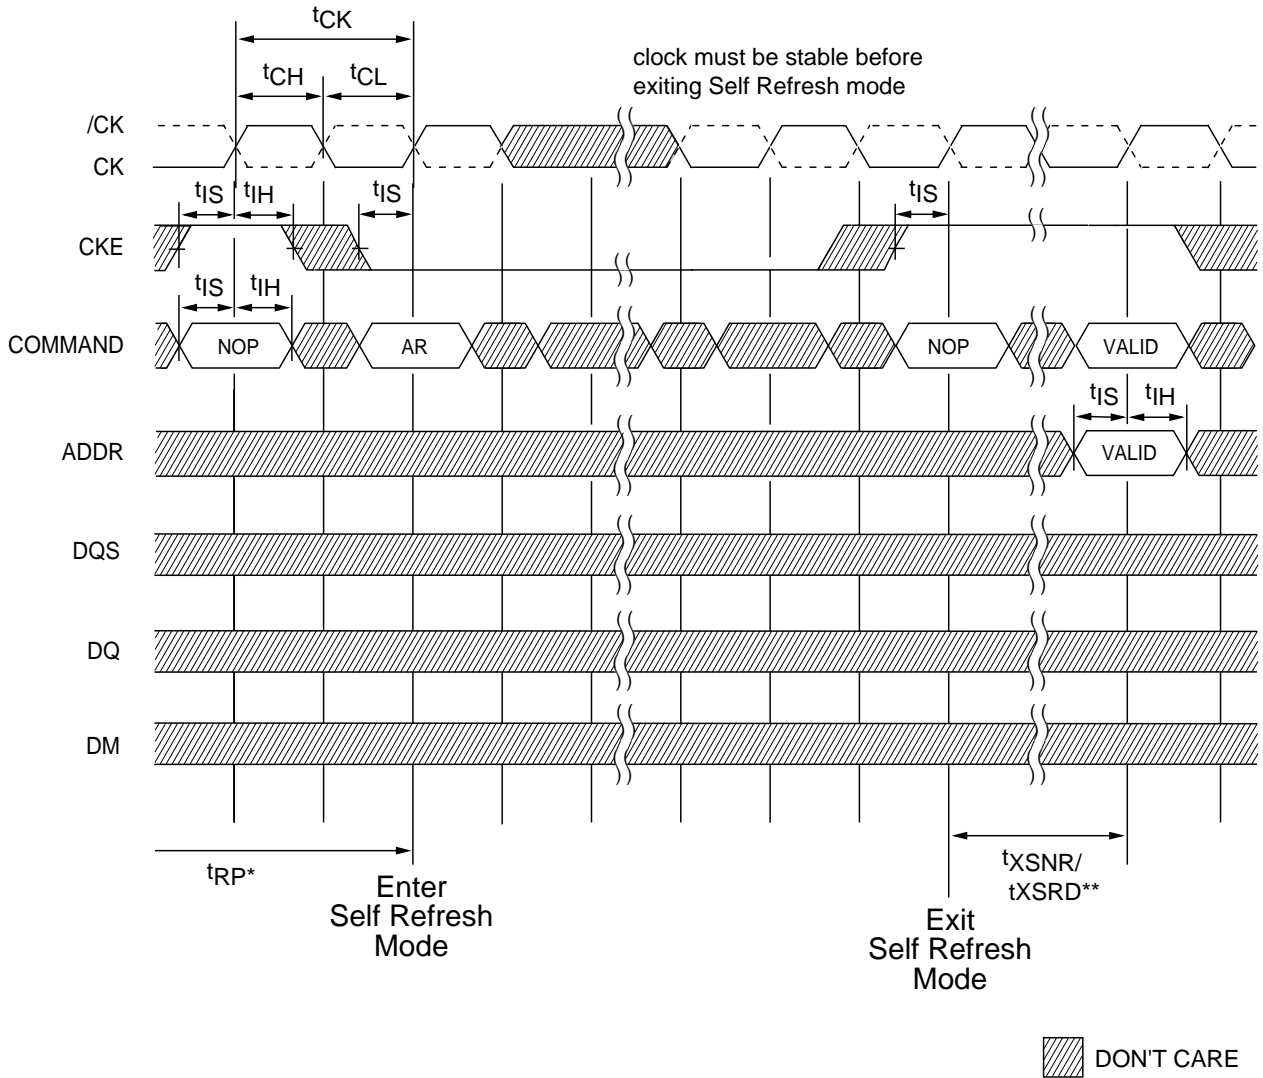 tCK
clock must be stable before
exiting Self Refresh mode
tCH tCL
/CK
CK
tIS tIH tIS tIS
CKE
tIS tIH
COMMAND NOP AR NOP VALID
tIS tIH
ADDR VALID
DQS
DQ
DM
tRP*
Enter
Self Refresh
Mode
tXSNR/
tXSRD**
Exit
Self Refresh
Mode
DON'T CARE